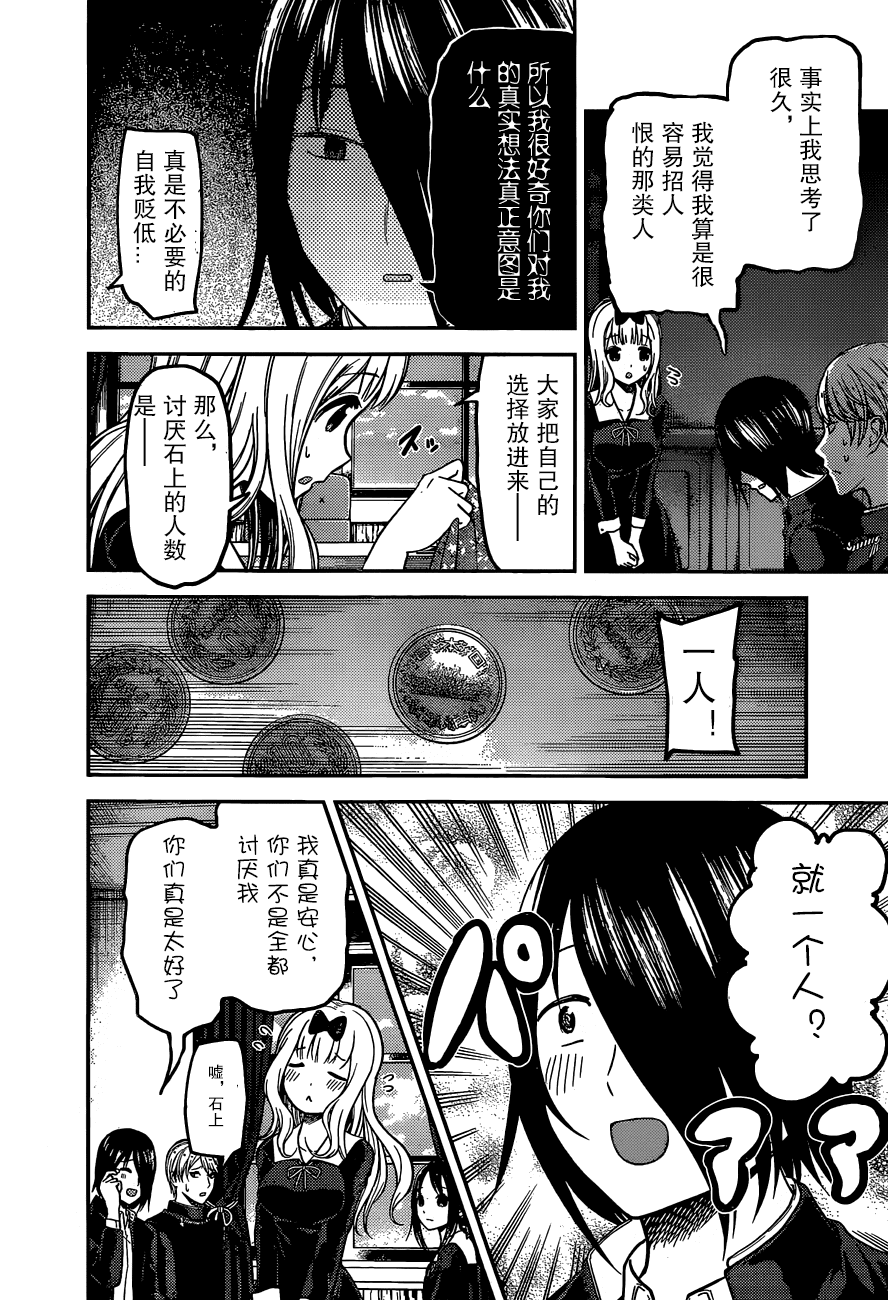 事实上我思考了
很久，
我觉得我算是很
容易招人
恨的那类人
所以我很好奇你们对我
的真实想法真正意图是
什么
真是不必要的
自我贬低…
大家把自己的
选择放进来——
ズッ
那么，
讨厌石上的人数
是——
一人！
就一个人？
パアア
我真是安心，
你们不是全都
讨厌我
你们真是太好了
嘘，石上